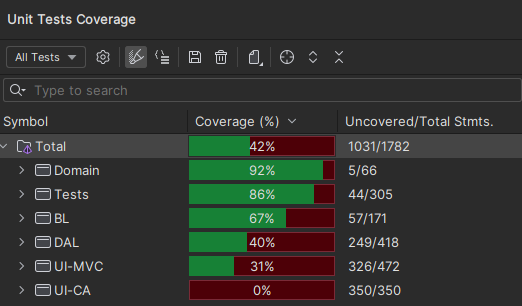 Unit Tests Coverage
All Tests
Type to search
Symbol Coverage (%) Uncovered/Total Stmts.
Total 42% 1031/1782
Domain 92% 5/66
Tests 86% 44/305
BL 67% 57/171
DAL 40% 249/418
UI-MVC 31% 326/472
UI-CA 0% 350/350